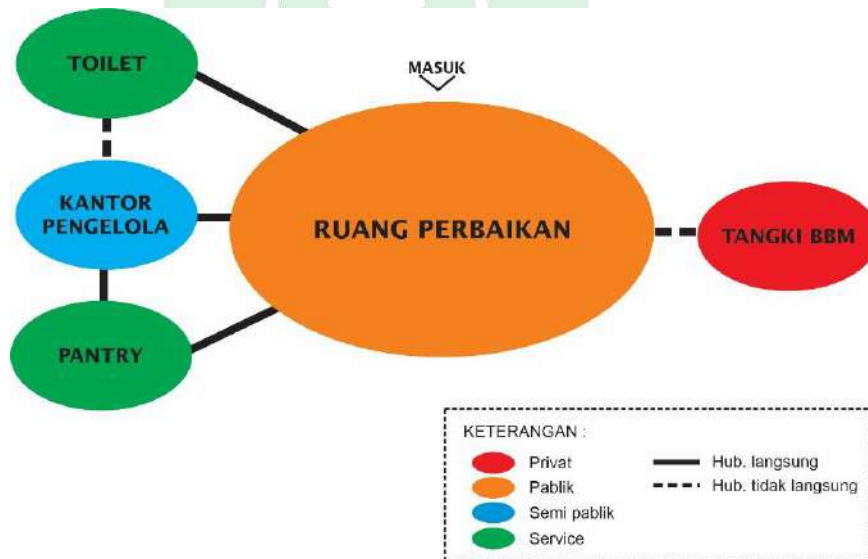 TOILET
MASUK
KANTOR
PENGELOLA
RUANG PERBAIKAN
TANGKI BBM
PANTRY
KETERANGAN :
Privat
Pablik
Semi pablik
Service
Hub. langsung
Hub. tidak langsung